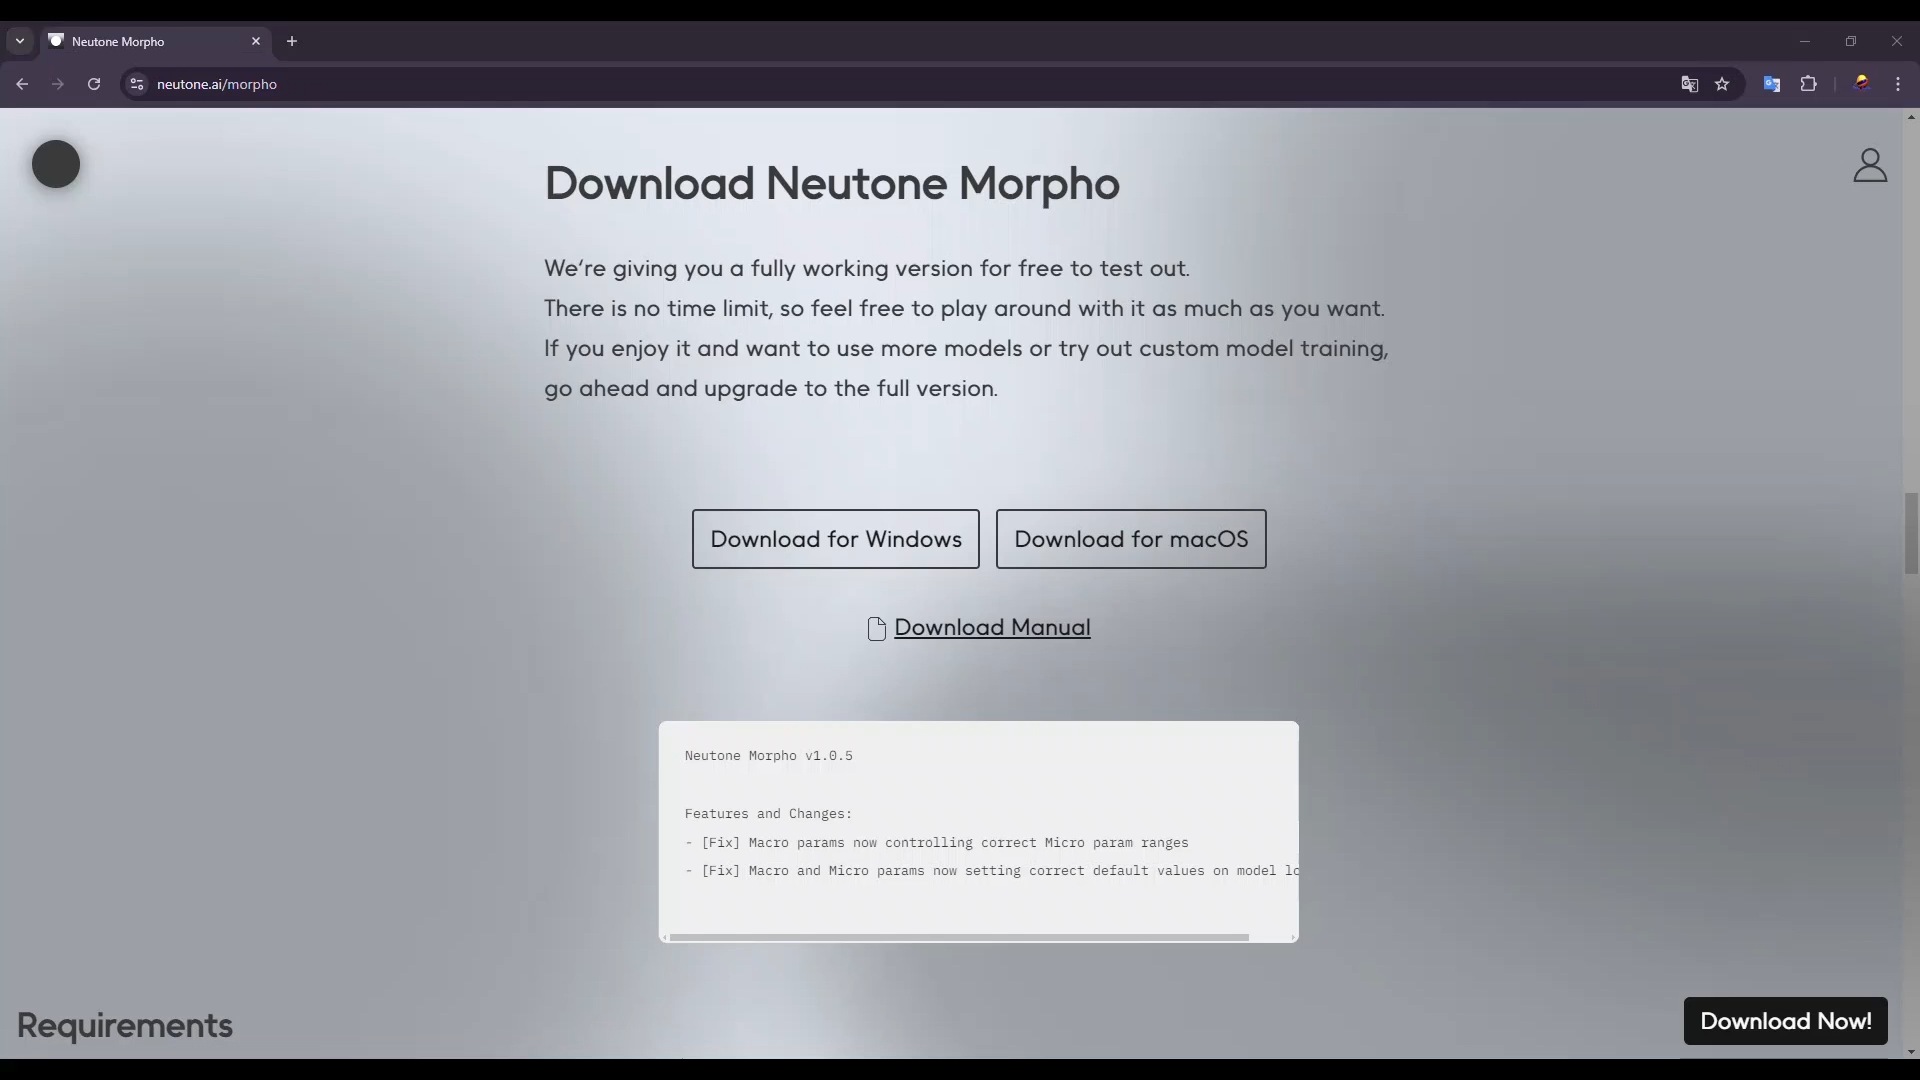 Neutone Morpho
neutone.ai/morpho
Download Neutone Morpho
We're giving you a fully working version for free to test out.
There is no time limit, so feel free to play around with it as much as you want.
If you enjoy it and want to use more models or try out custom model training,
go ahead and upgrade to the full version.
Download for Windows
Download for macOS
Download Manual
Neutone Morpho v1.0.5
Features and Changes:
- [Fix] Macro params now controlling correct Micro param ranges
- [Fix] Macro and Micro params now setting correct default values on model
Requirements
Download Now!